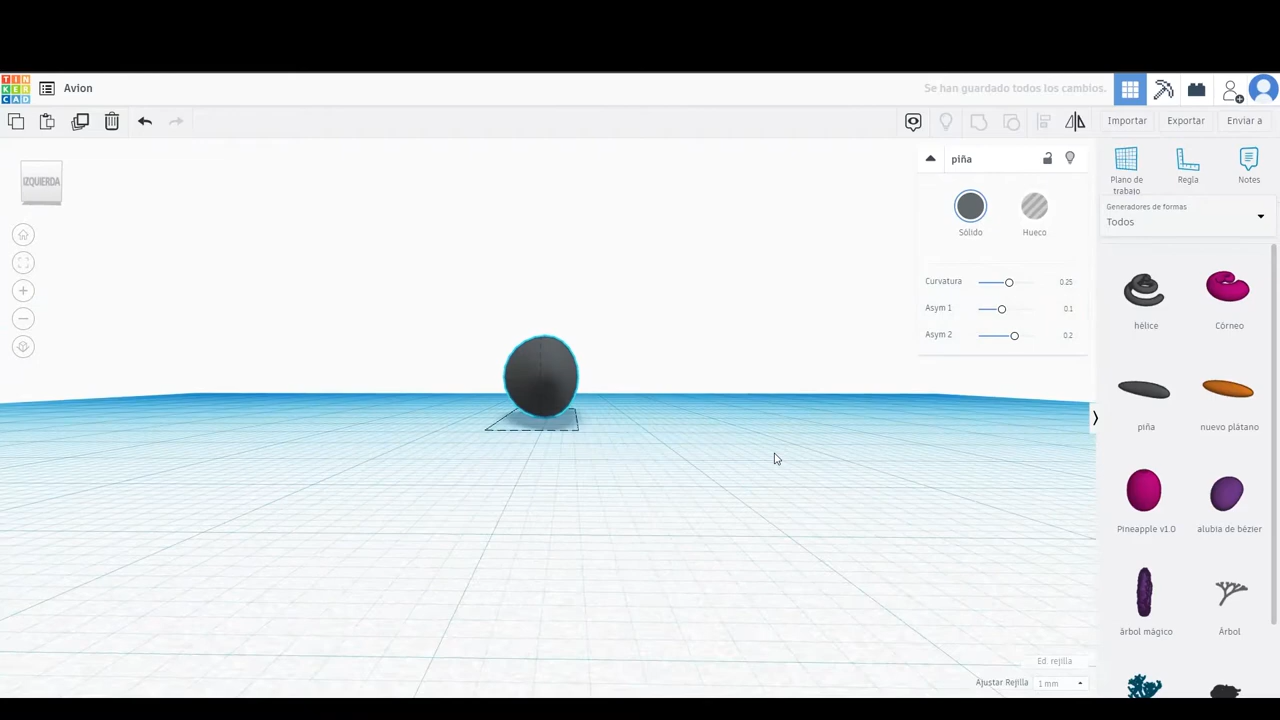 TIN
KER
CAD
Avion
Se han guardado todos los cambios.
Importar
Exportar
Enviar a
IZQUIERDA
piña
Sólido
Hueco
Curvatura
0.25
Asym 1
0.1
Asym 2
0.2
Plano de
trabajo
Regla
Notes
Generadores de formas
Todos
hélice
Córneo
piña
nuevo plátano
Pineapple v1.0
alubia de bézier
árbol mágico
Árbol
Ed. rejilla
Ajustar Rejilla
1 mm